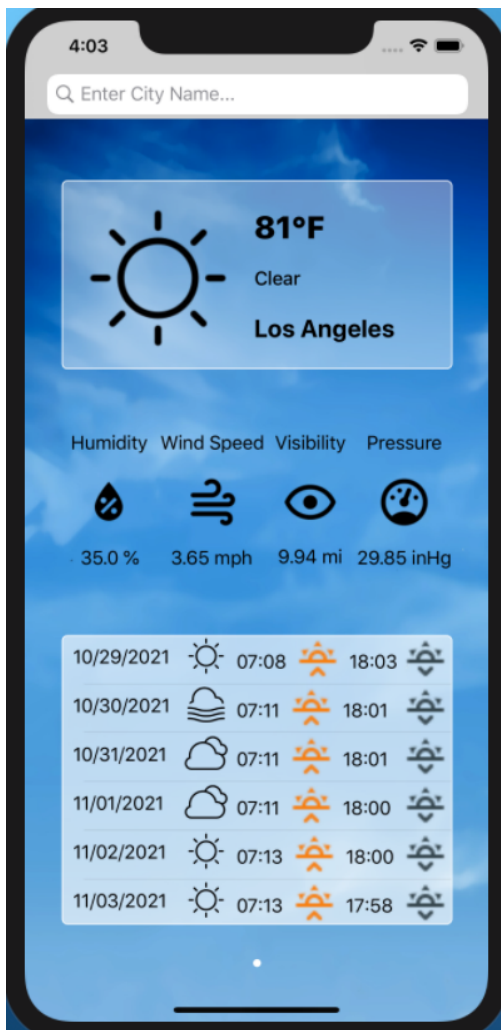 4:03
Enter City Name...
81°F
Clear
Los Angeles
Humidity Wind Speed Visibility Pressure
35.0 % 3.65 mph 9.94 mi 29.85 inHg
10/29/2021 07:08 18:03
10/30/2021 07:11 18:01
10/31/2021 07:11 18:01
11/01/2021 07:11 18:00
11/02/2021 07:13 18:00
11/03/2021 07:13 17:58